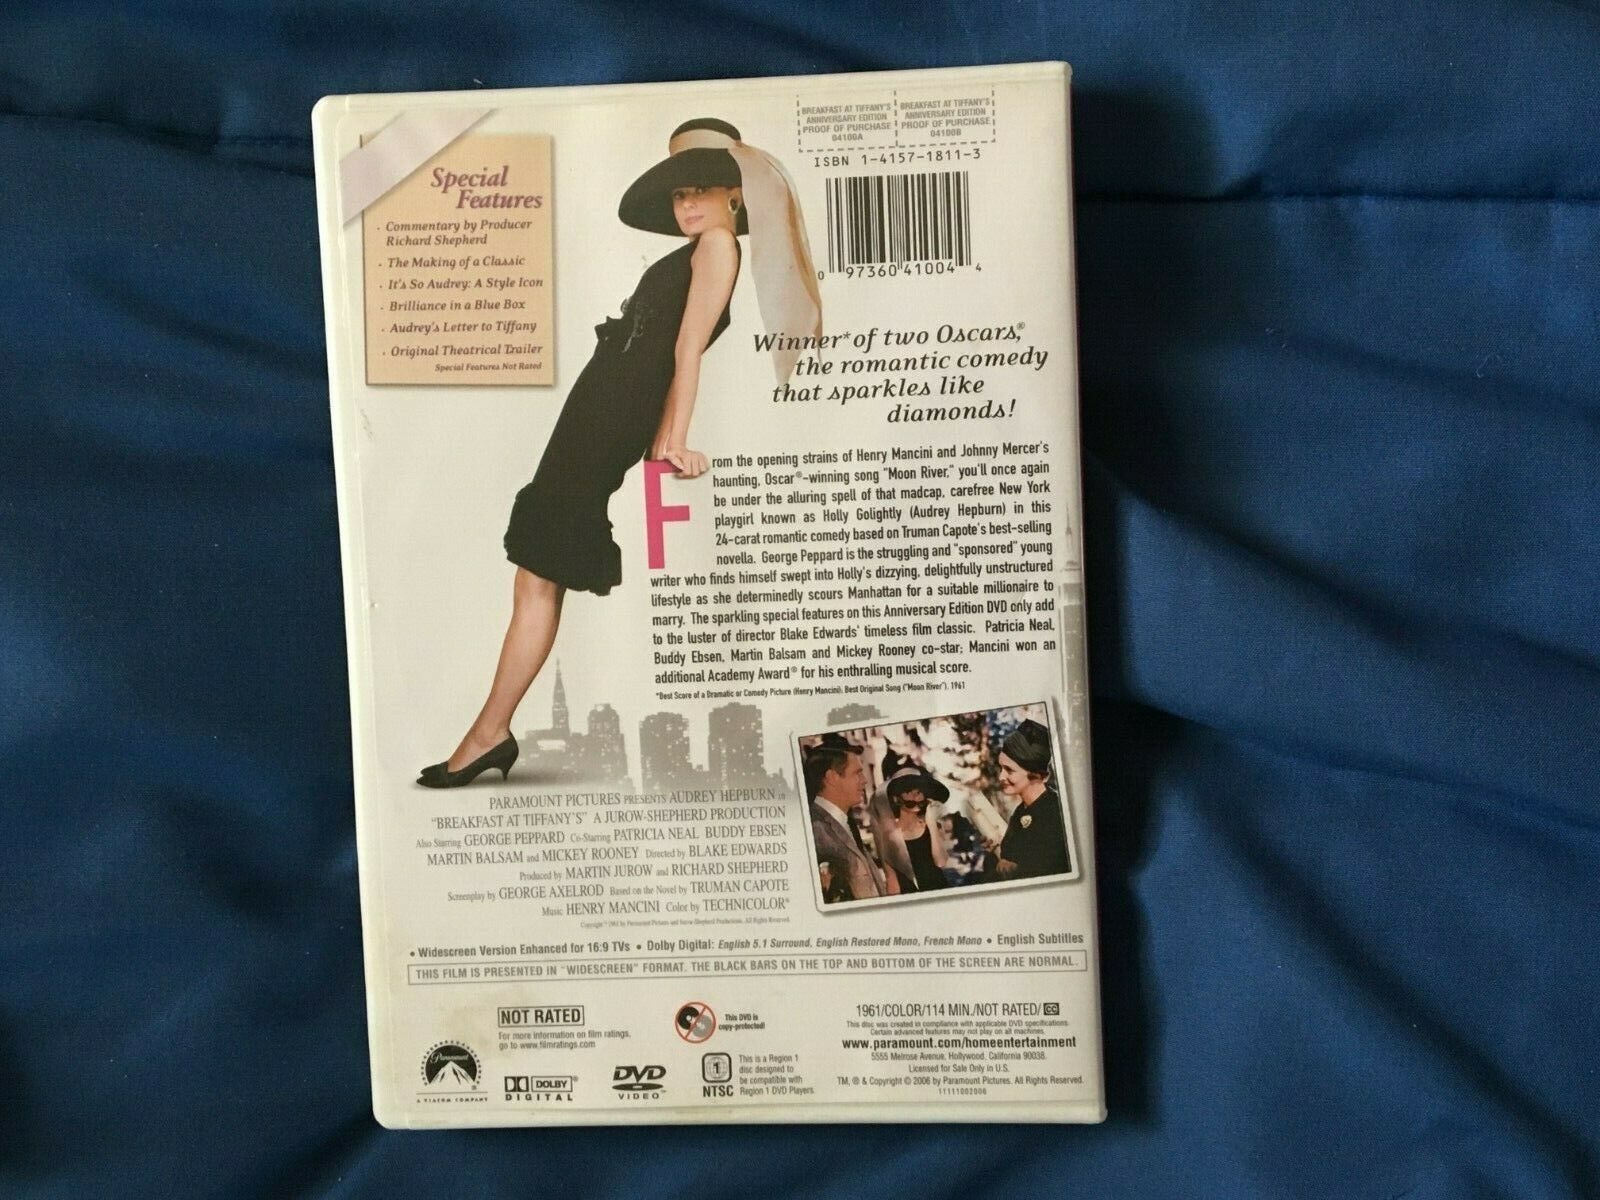 BREAKFAST AT TIFFANY'S
ANNIVERSARY EDITION
PROOF OF PURCHASE
04100A
BREAKFAST AT TIFFANY'S
ANNIVERSARY EDITION
PROOF OF PURCHASE
04100B
ISBN 1-4157-1811-3
0 97360 41004 4
Special
Features
· Commentary by Producer
Richard Shepherd
· The Making of a Classic
· It's So Audrey: A Style Icon
· Brilliance in a Blue Box
· Audrey's Letter to Tiffany
· Original Theatrical Trailer
Special Features Not Rated
Winner* of two Oscars,®
the romantic comedy
that sparkles like
diamonds!
From the opening strains of Henry Mancini and Johnny Mercer's
haunting, Oscar®-winning song "Moon River," you'll once again
be under the alluring spell of that madcap, carefree New York
playgirl known as Holly Golightly (Audrey Hepburn) in this
24-carat romantic comedy based on Truman Capote's best-selling
novella. George Peppard is the struggling and "sponsored" young
writer who finds himself swept into Holly's dizzying, delightfully unstructured
lifestyle as she determinedly scours Manhattan for a suitable millionaire to
marry. The sparkling special features on this Anniversary Edition DVD only add
to the luster of director Blake Edwards' timeless film classic. Patricia Neal,
Buddy Ebsen, Martin Balsam and Mickey Rooney co-star; Mancini won an
additional Academy Award® for his enthralling musical score.
*Best Score of a Dramatic or Comedy Picture (Henry Mancini); Best Original Song ("Moon River"), 1961
PARAMOUNT PICTURES PRESENTS AUDREY HEPBURN in
"BREAKFAST AT TIFFANY'S" A JUROW-SHEPHERD PRODUCTION
Also Starring GEORGE PEPPARD Co-Starring PATRICIA NEAL BUDDY EBSEN
MARTIN BALSAM and MICKEY ROONEY Directed by BLAKE EDWARDS
Produced by MARTIN JUROW and RICHARD SHEPHERD
Screenplay by GEORGE AXELROD Based on the Novel by TRUMAN CAPOTE
Music HENRY MANCINI Color by TECHNICOLOR®
Copyright © 1961 by Paramount Pictures and Jurow-Shepherd Productions. All Rights Reserved.
• Widescreen Version Enhanced for 16:9 TVs • Dolby Digital: English 5.1 Surround, English Restored Mono, French Mono • English Subtitles
THIS FILM IS PRESENTED IN "WIDESCREEN" FORMAT. THE BLACK BARS ON THE TOP AND BOTTOM OF THE SCREEN ARE NORMAL.
NOT RATED
For more information on film ratings,
go to www.filmratings.com
This DVD is
copy-protected!
1961/COLOR/114 MIN./NOT RATED/CC
This disc was created in compliance with applicable DVD specifications.
Certain advanced features may not play on all machines.
www.paramount.com/homeentertainment
5555 Melrose Avenue, Hollywood, California 90038.
Licensed for Sale Only in U.S.
TM, ® & Copyright © 2006 by Paramount Pictures. All Rights Reserved.
11111002006
Paramount
A VIACOM COMPANY
DOLBY®
DIGITAL
DVD
VIDEO™
1
NTSC
This is a Region 1
disc designed to
be compatible with
Region 1 DVD Players